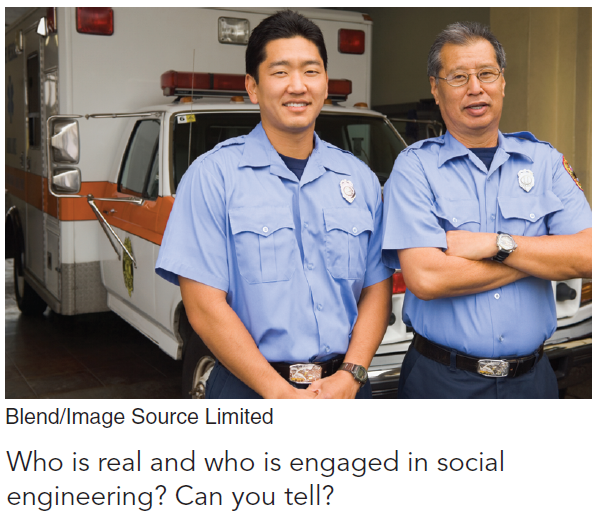 Blend/Image Source Limited
Who is real and who is engaged in social
engineering? Can you tell?